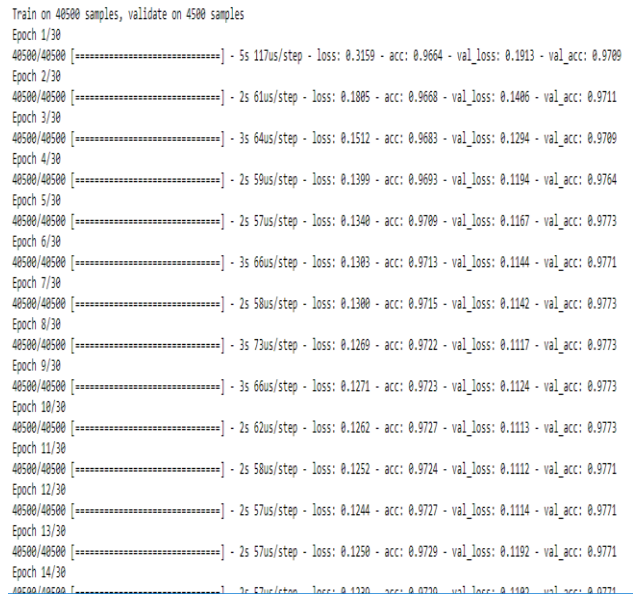 Train on 40500 samples, validate on 4500 samples
Epoch 1/30
40500/40500 [==============================] - 5s 117us/step - loss: 0.3159 - acc: 0.9664 - val_loss: 0.1913 - val_acc: 0.9709
Epoch 2/30
40500/40500 [==============================] - 2s 61us/step - loss: 0.1805 - acc: 0.9668 - val_loss: 0.1406 - val_acc: 0.9711
Epoch 3/30
40500/40500 [==============================] - 3s 64us/step - loss: 0.1512 - acc: 0.9683 - val_loss: 0.1294 - val_acc: 0.9709
Epoch 4/30
40500/40500 [==============================] - 2s 59us/step - loss: 0.1399 - acc: 0.9693 - val_loss: 0.1194 - val_acc: 0.9764
Epoch 5/30
40500/40500 [==============================] - 2s 57us/step - loss: 0.1340 - acc: 0.9709 - val_loss: 0.1167 - val_acc: 0.9773
Epoch 6/30
40500/40500 [==============================] - 3s 66us/step - loss: 0.1303 - acc: 0.9713 - val_loss: 0.1144 - val_acc: 0.9771
Epoch 7/30
40500/40500 [==============================] - 2s 58us/step - loss: 0.1300 - acc: 0.9715 - val_loss: 0.1142 - val_acc: 0.9773
Epoch 8/30
40500/40500 [==============================] - 3s 73us/step - loss: 0.1269 - acc: 0.9722 - val_loss: 0.1117 - val_acc: 0.9773
Epoch 9/30
40500/40500 [==============================] - 3s 66us/step - loss: 0.1271 - acc: 0.9723 - val_loss: 0.1124 - val_acc: 0.9773
Epoch 10/30
40500/40500 [==============================] - 2s 62us/step - loss: 0.1262 - acc: 0.9727 - val_loss: 0.1113 - val_acc: 0.9773
Epoch 11/30
40500/40500 [==============================] - 2s 58us/step - loss: 0.1252 - acc: 0.9724 - val_loss: 0.1112 - val_acc: 0.9771
Epoch 12/30
40500/40500 [==============================] - 2s 57us/step - loss: 0.1244 - acc: 0.9727 - val_loss: 0.1114 - val_acc: 0.9771
Epoch 13/30
40500/40500 [==============================] - 2s 57us/step - loss: 0.1250 - acc: 0.9729 - val_loss: 0.1192 - val_acc: 0.9771
Epoch 14/30
40500/40500 [==============================] - 2s 57us/step - loss: - acc: - val_loss: - val_acc: 0.9771